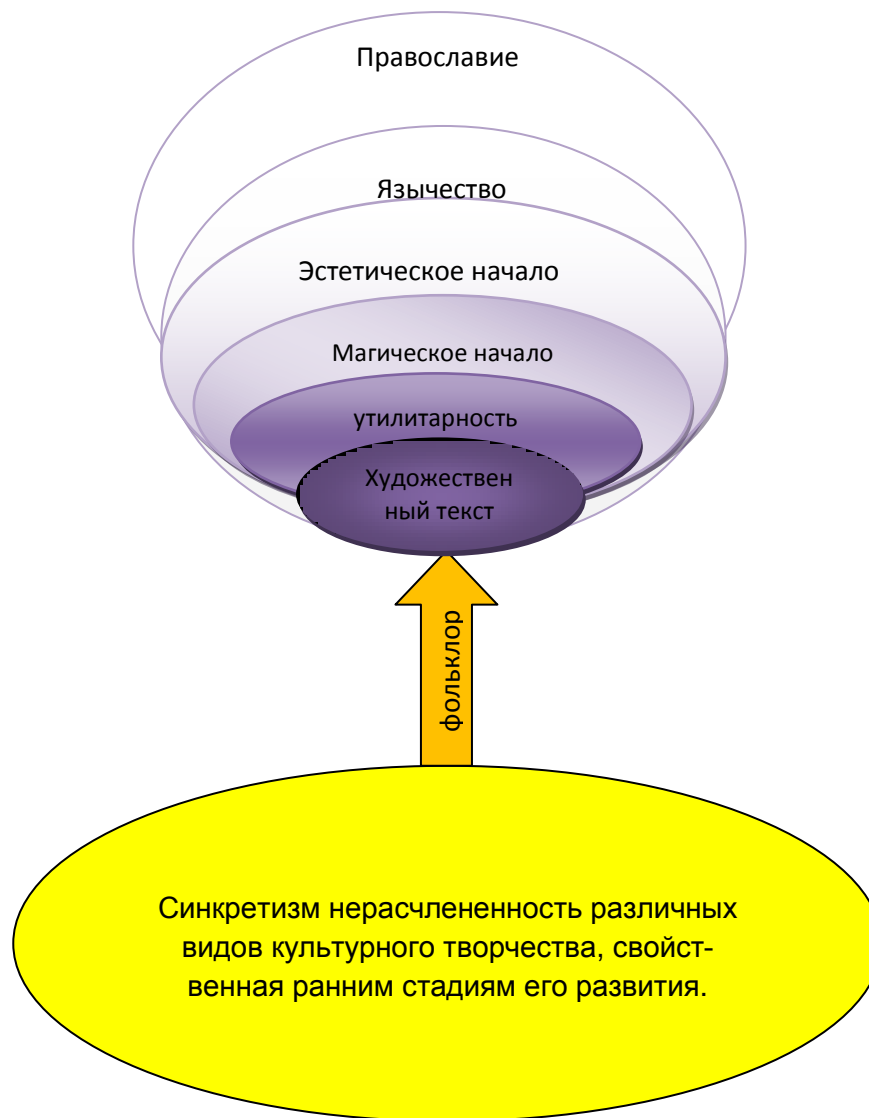 Православие
Язычество
Эстетическое начало
Магическое начало
утилитарность
Художествен
ный текст
фольклор
Синкретизм нерасчлененность различных
видов культурного творчества, свойст-
венная ранним стадиям его развития.